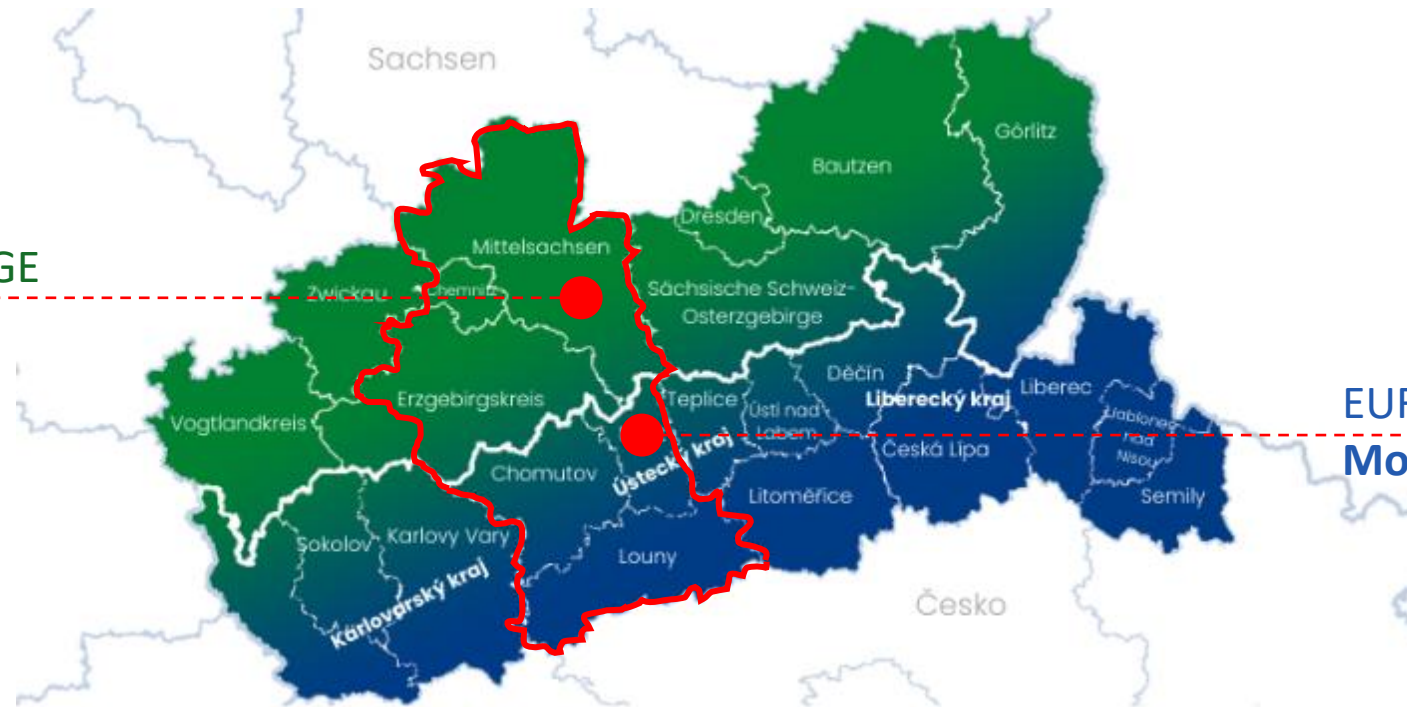 Sachsen
Görlitz
Bautzen
Dresden
Mittelsachsen
GE
Zwickau
Chemnitz
Sächsische Schweiz-
Osterzgebirge
Děčín
Liberec
EUR
Erzgebirgskreis
Teplice
Liberecký kraj
Ústí nad
Labem
Jablonec
nad
Nisou
Vogtlandkreis
Mo
Chomutov
Ústecký kraj
Česká Lípa
Litoměřice
Semily
Sokolov
Karlovy Vary
Louny
Karlovarský kraj
Česko